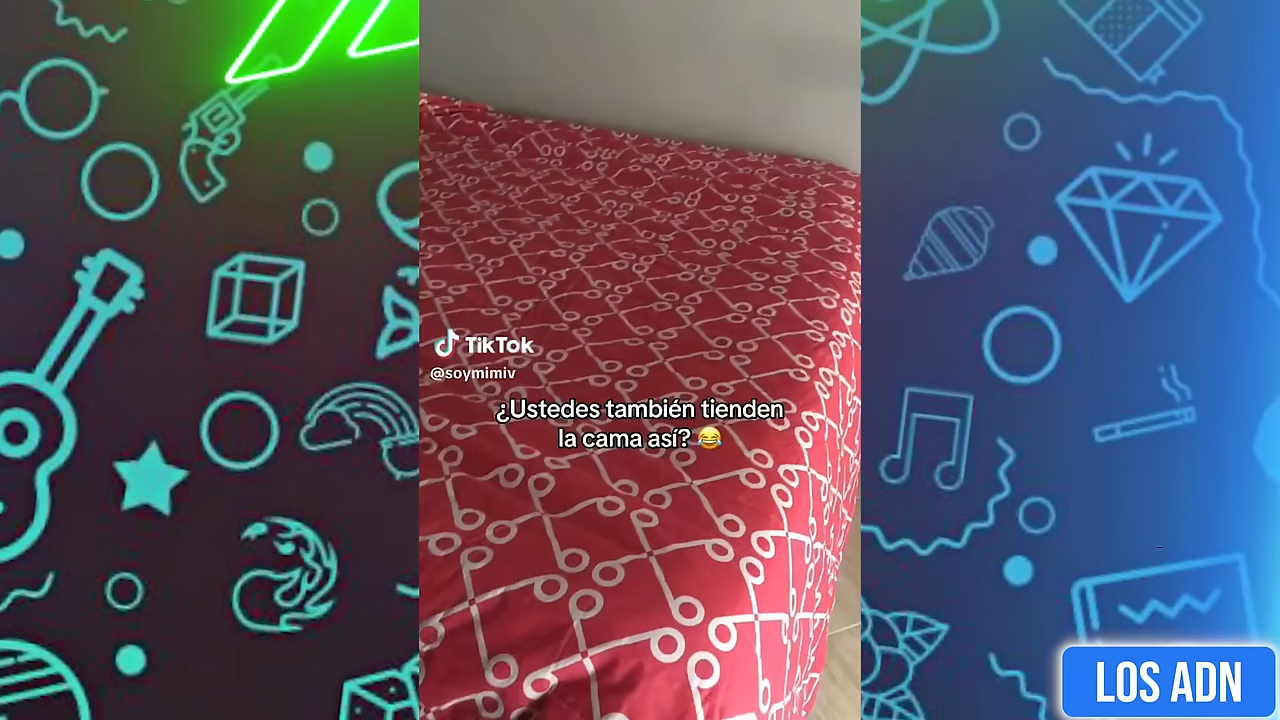 TikTok
@soymimiv
¿Ustedes también tienden
la cama así? 😂
LOS ADN